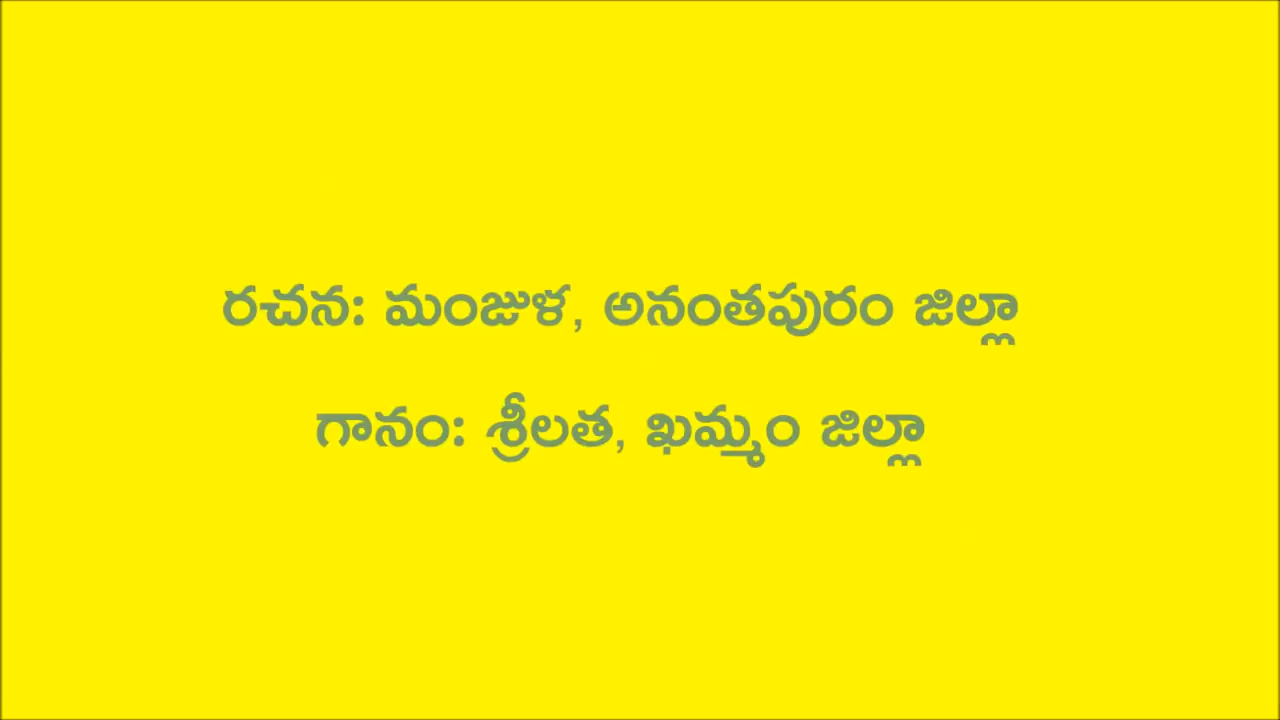 రచన: మంజుళ, అనంతపురం జిల్లా
గానం: శ్రీలత, ఖమ్మం జిల్లా